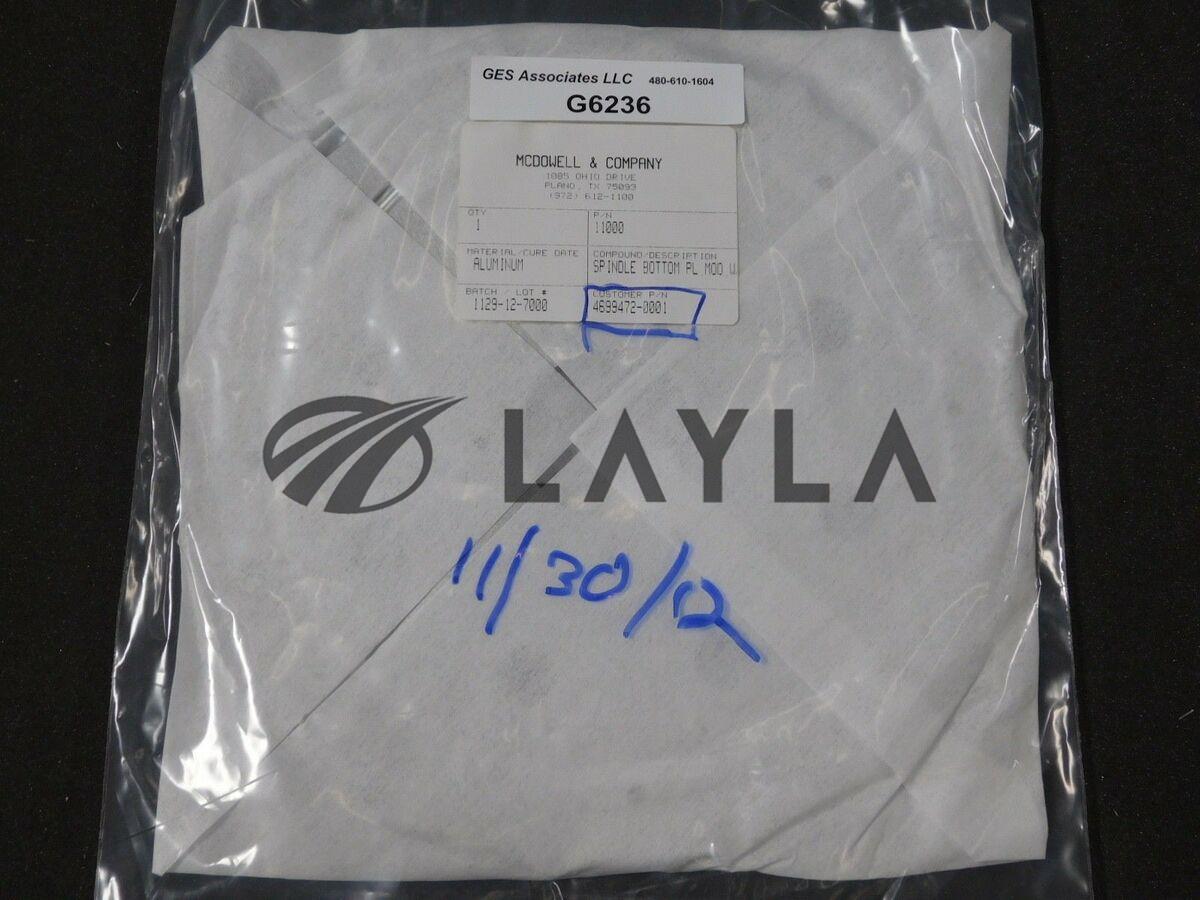 GES Associates LLC 480-610-1604
G6236
MCDOWELL & COMPANY
1085 OHIO DRIVE
PLANO, TX 75093
(972) 612-1100
QTY
1
P/N
11000
MATERIAL/CURE DATE
ALUMINUM
COMPOUND/DESCRIPTION
SPINDLE BOTTOM PL MOD W
BATCH / LOT #
1129-12-7000
CUSTOMER P/N
4699472-0001
LAYLA
11/30/12